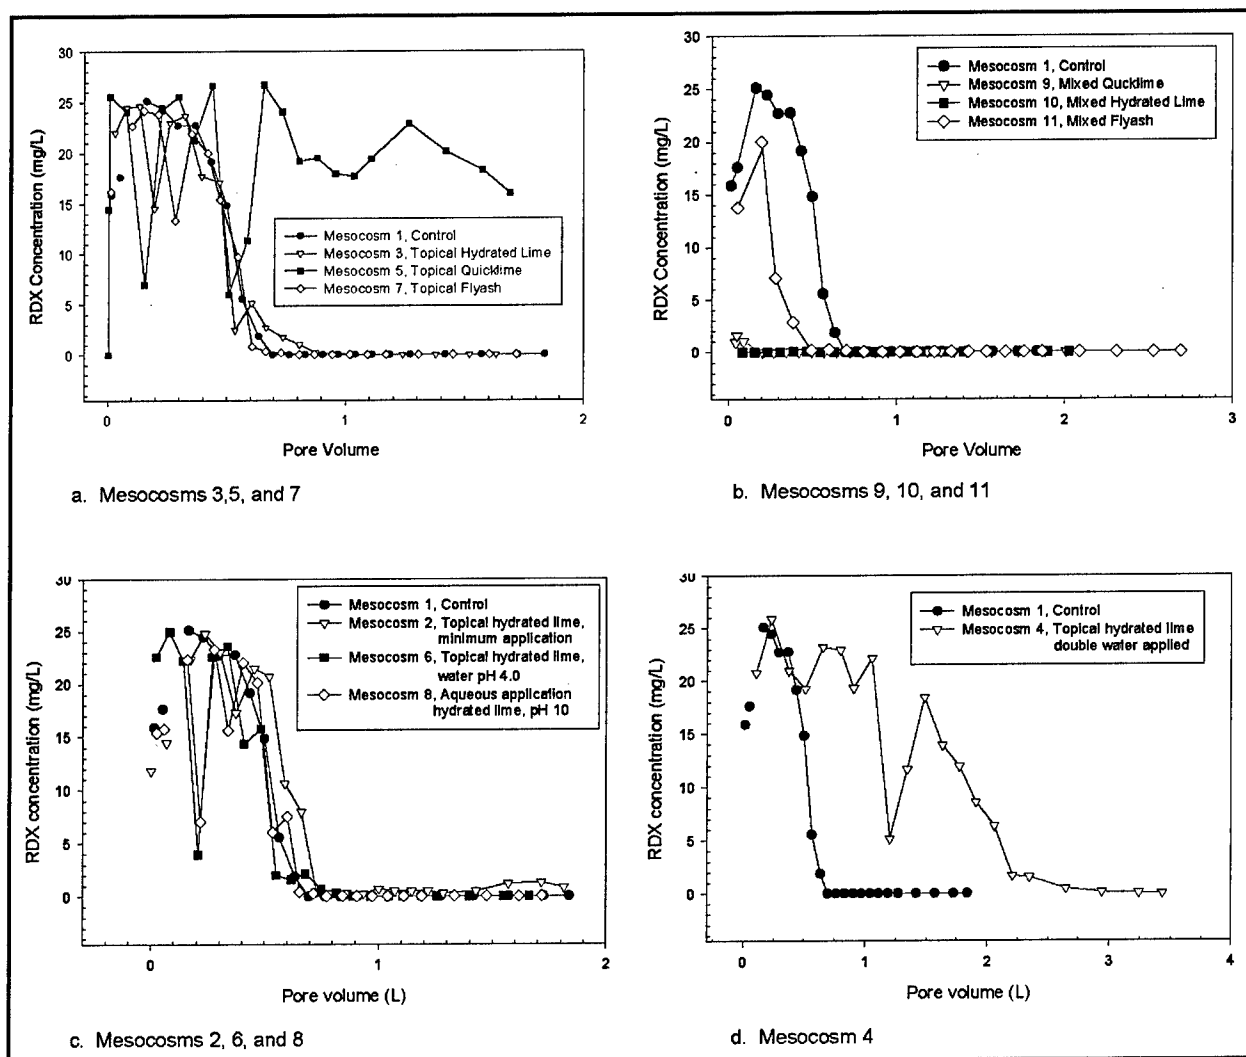 30
25
20
15
10
5
0
RDX Concentration (mg/L)
Mesocosm 1, Control
Mesocosm 3, Topical Hydrated Lime
Mesocosm 5, Topical Quicklime
Mesocosm 7, Topical Flyash
0 1 2
Pore Volume
a. Mesocosms 3,5, and 7
30
25
20
15
10
5
0
RDX Concentration (mg/L)
Mesocosm 1, Control
Mesocosm 9, Mixed Qucklime
Mesocosm 10, Mixed Hydrated Lime
Mesocosm 11, Mixed Flyash
0 1 2 3
Pore Volume
b. Mesocosms 9, 10, and 11
30
25
20
15
10
5
0
RDX concentration (mg/L)
Mesocosm 1, Control
Mesocosm 2, Topical hydrated lime,
minimum application
Mesocosm 6, Topical hydrated lime,
water pH 4.0
Mesocosm 8, Aqueous application
hydrated lime, pH 10
0 1 2
Pore volume (L)
c. Mesocosms 2, 6, and 8
30
25
20
15
10
5
0
RDX concentration (mg/L)
Mesocosm 1, Control
Mesocosm 4, Topical hydrated lime
double water applied
0 1 2 3 4
Pore volume (L)
d. Mesocosm 4